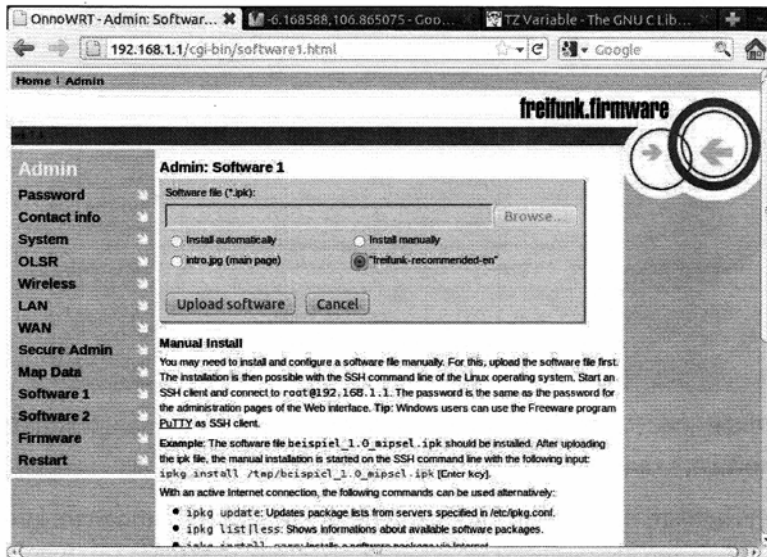 OnnoWRT - Admin: Softwar...
-6.168588,106.865075 - Goo...
TZ Variable - The GNU C Lib...
192.168.1.1/cgi-bin/software1.html
Google
Home | Admin
freifunk.firmware
Admin
Password
Contact info
System
OLSR
Wireless
LAN
WAN
Secure Admin
Map Data
Software 1
Software 2
Firmware
Restart
Admin: Software 1
Software file (*.ipk):
Browse...
Install automatically
Install manually
intro.jpg (main page)
"freifunk-recommended-en"
Upload software
Cancel
Manual Install
You may need to install and configure a software file manually. For this, upload the software file first.
The installation is then possible with the SSH command line of the Linux operating system. Start an
SSH client and connect to root@192.168.1.1. The password is the same as the password for
the administration pages of the Web interface. Tip: Windows users can use the Freeware program
PuTTY as SSH client.
Example: The software file beispiel_1.0_mipsel.ipk should be installed. After uploading
the ipk file, the manual installation is started on the SSH command line with the following input:
ipkg install /tmp/beispiel_1.0_mipsel.ipk [Enter key].
With an active Internet connection, the following commands can be used alternatively:
ipkg update: Updates package lists from servers specified in /etc/ipkg.conf.
ipkg list|less: Shows informations about available software packages.
ipkg install name: Installs a software package via Internet.